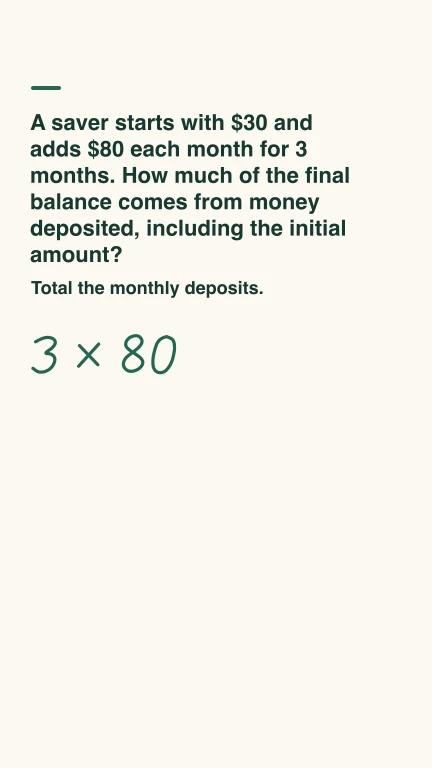 A saver starts with $30 and
adds $80 each month for 3
months. How much of the final
balance comes from money
deposited, including the initial
amount?
Total the monthly deposits.
3 × 80